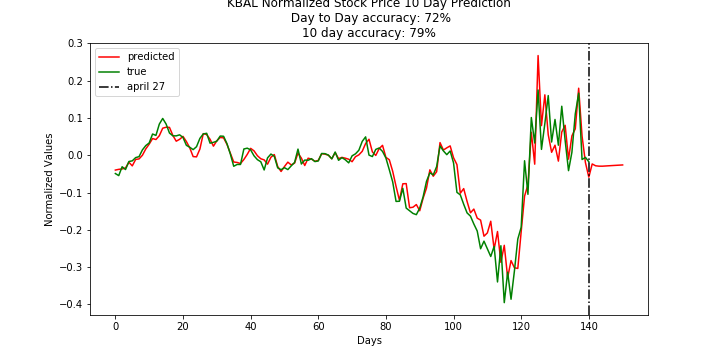 KBAL Normalized Stock Price 10 Day Prediction
Day to Day accuracy: 72%
10 day accuracy: 79%
predicted
true
april 27
Normalized Values
0.3
0.2
0.1
0.0
−0.1
−0.2
−0.3
−0.4
0 20 40 60 80 100 120 140
Days